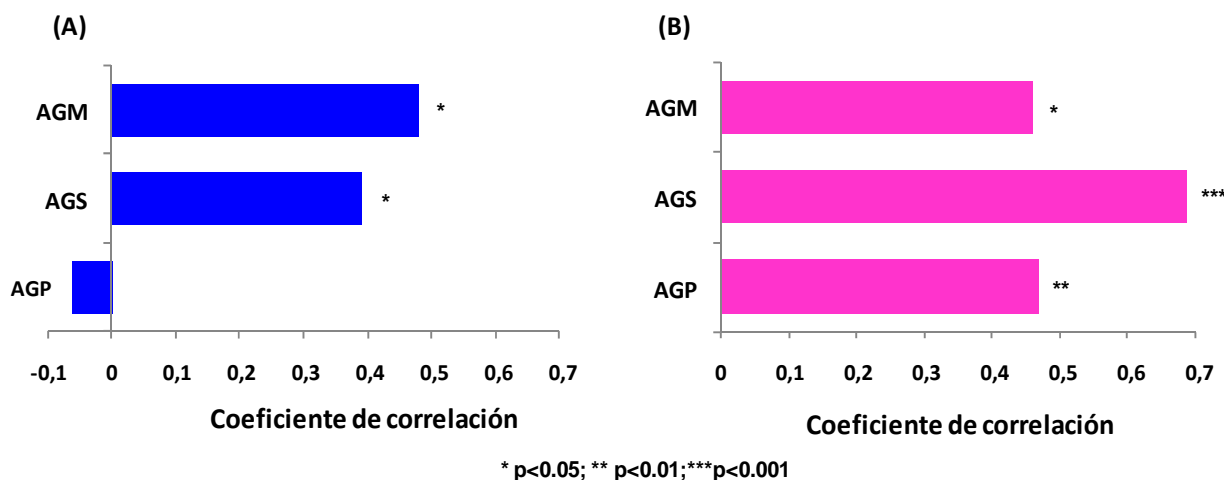 (A)
AGM
*
AGS
*
AGP
-0,1 0 0,1 0,2 0,3 0,4 0,5 0,6 0,7
Coeficiente de correlación
(B)
AGM
*
AGS
***
AGP
**
0 0,1 0,2 0,3 0,4 0,5 0,6 0,7
Coeficiente de correlación
* p<0.05; ** p<0.01;***p<0.001